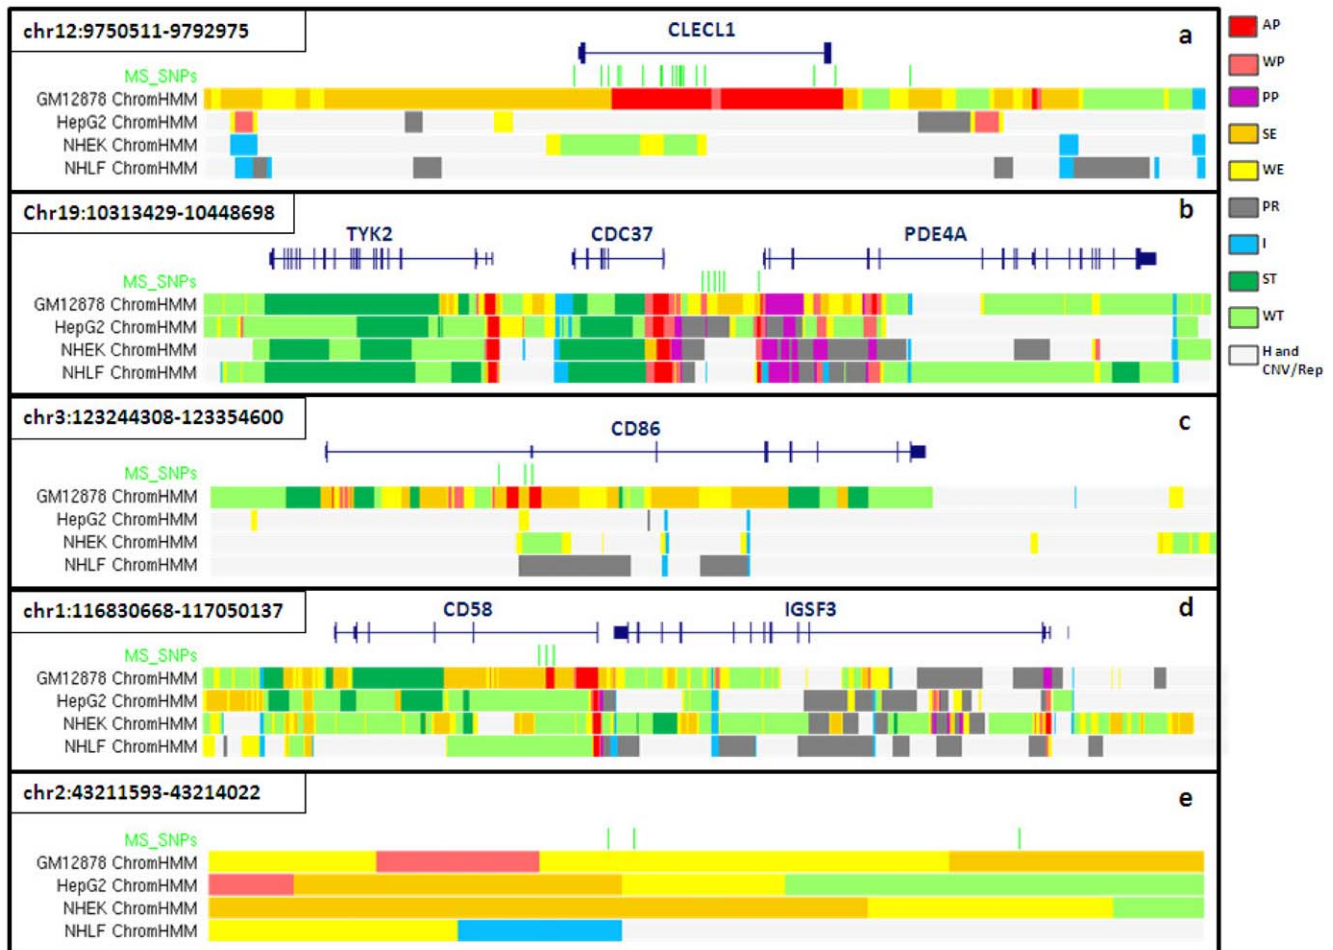 chr12:9750511-9792975
CLECL1
a
MS_SNPs
GM12878 ChromHMM
HepG2 ChromHMM
NHEK ChromHMM
NHLF ChromHMM
Chr19:10313429-10448698
b
TYK2
CDC37
PDE4A
MS_SNPs
GM12878 ChromHMM
HepG2 ChromHMM
NHEK ChromHMM
NHLF ChromHMM
chr3:123244308-123354600
c
CD86
MS_SNPs
GM12878 ChromHMM
HepG2 ChromHMM
NHEK ChromHMM
NHLF ChromHMM
chr1:116830668-117050137
CD58
IGSF3
d
MS_SNPs
GM12878 ChromHMM
HepG2 ChromHMM
NHEK ChromHMM
NHLF ChromHMM
chr2:43211593-43214022
e
MS_SNPs
GM12878 ChromHMM
HepG2 ChromHMM
NHEK ChromHMM
NHLF ChromHMM
AP
WP
PP
SE
WE
PR
I
ST
WT
H and
CNV/Rep